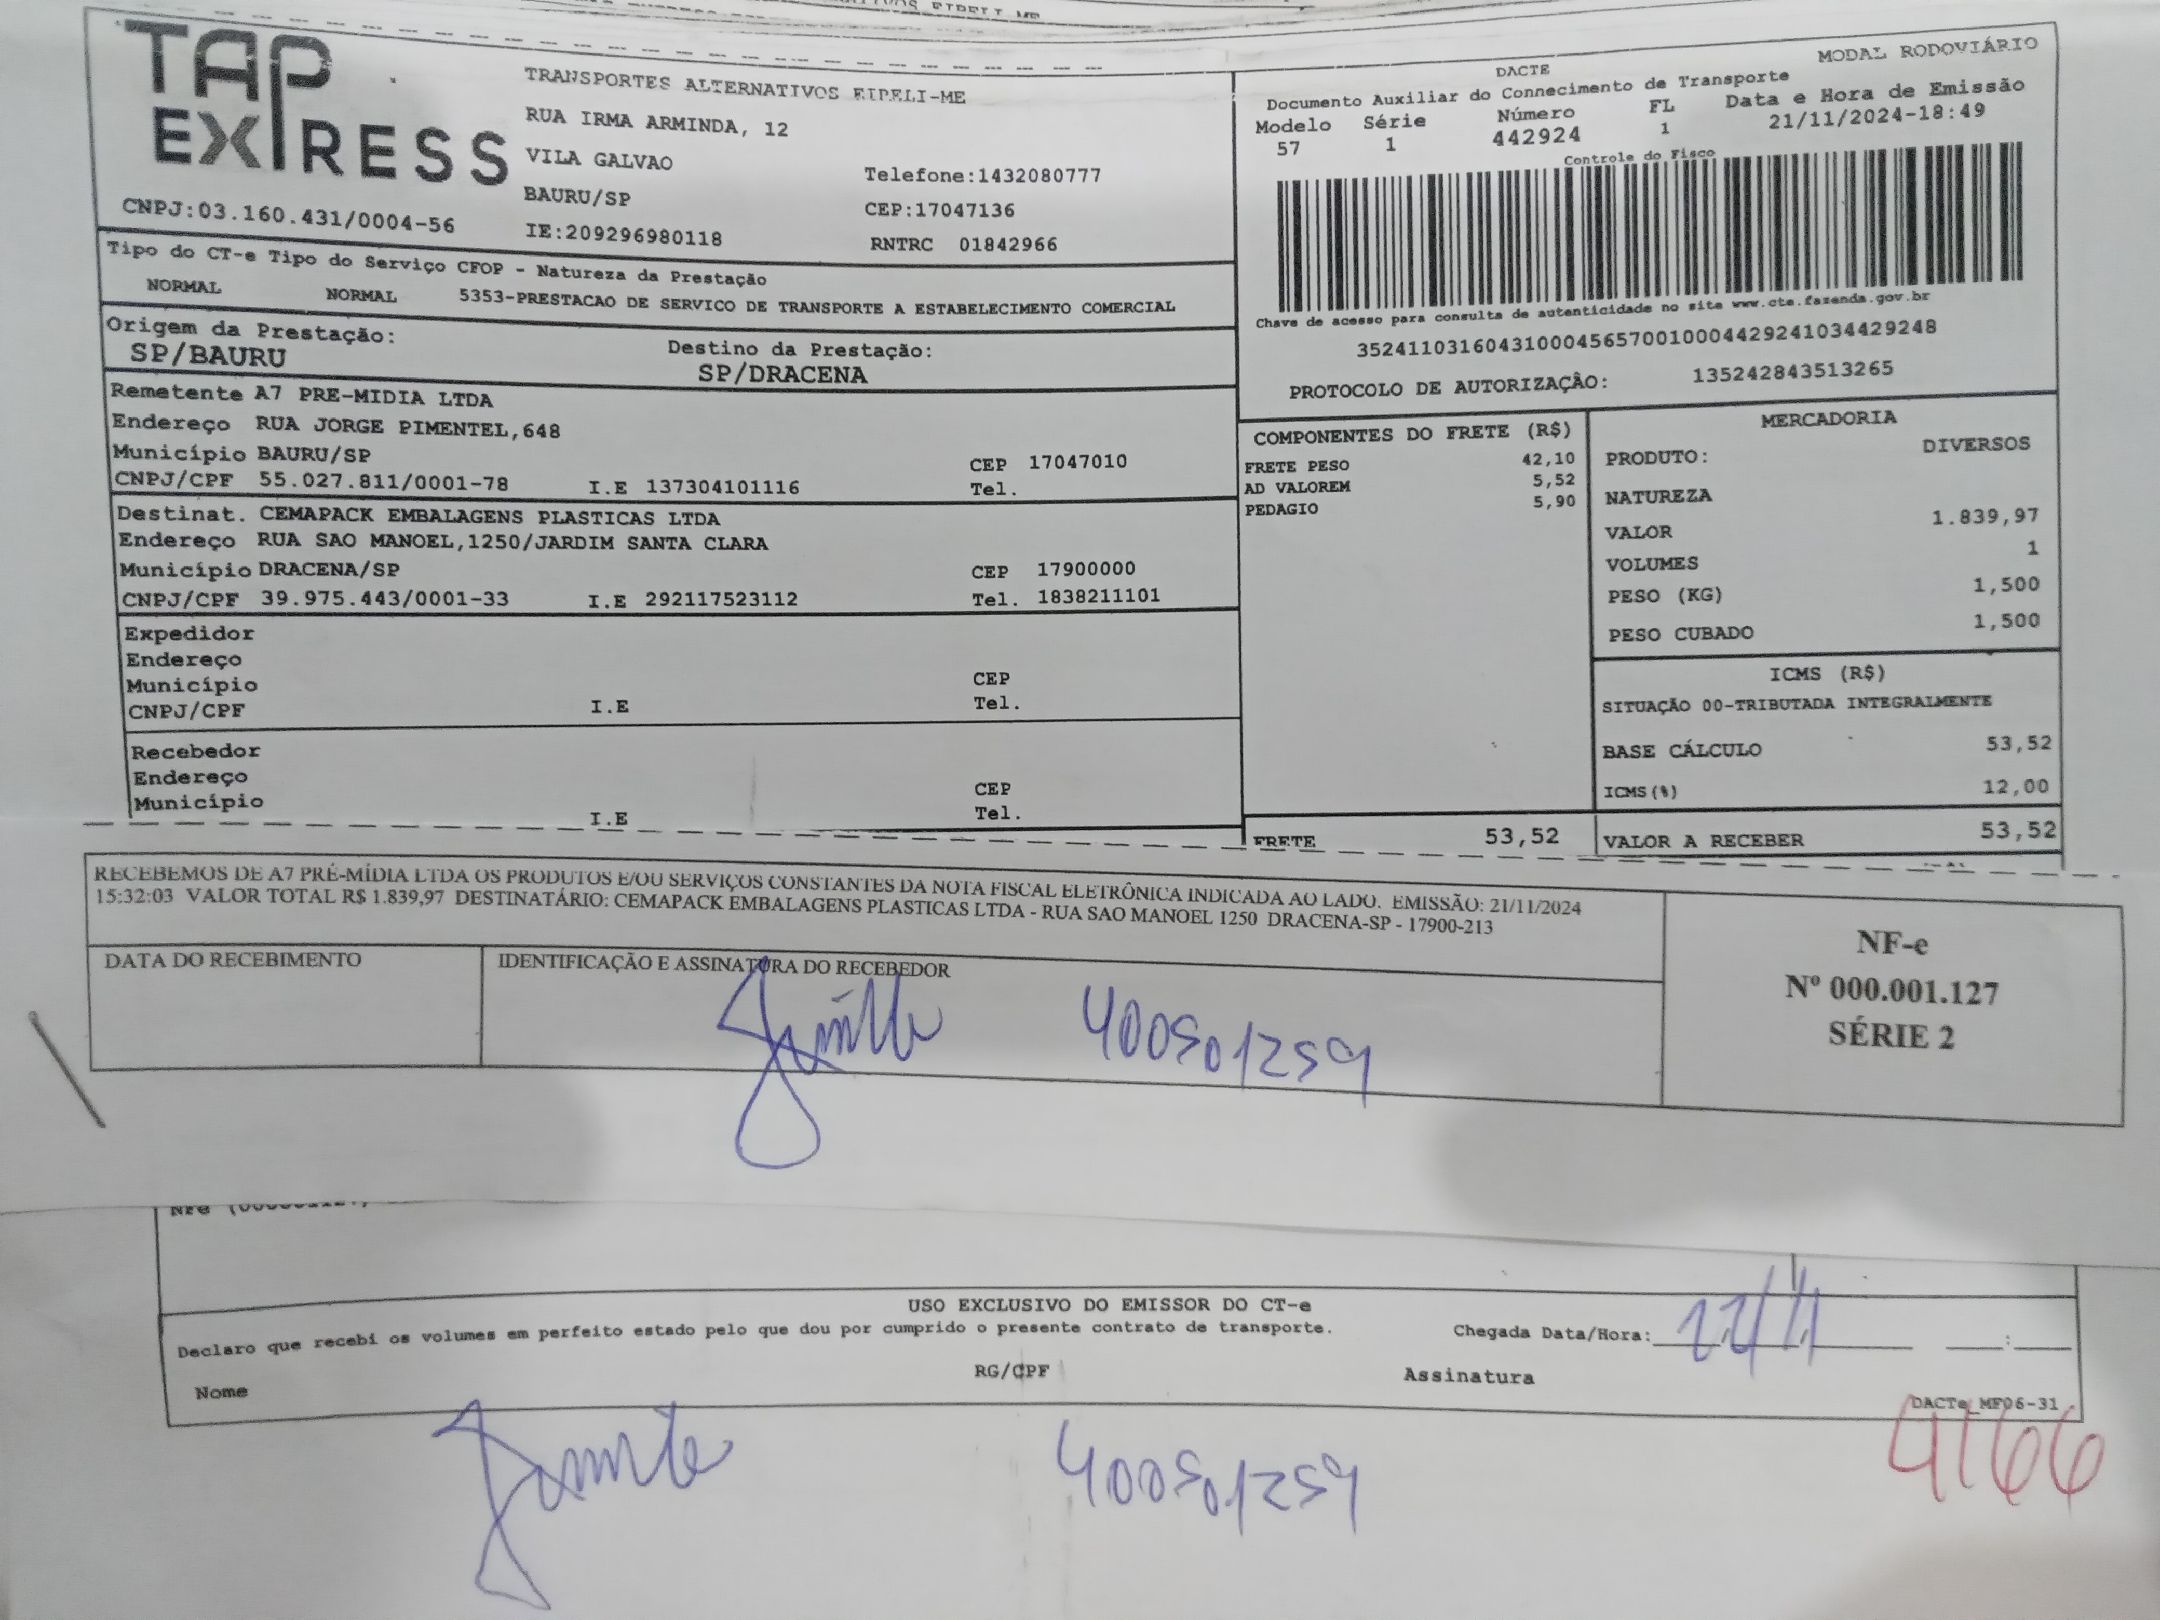 TAP
EXPRESS
CNPJ:03.160.431/0004-56
TRANSPORTES ALTERNATIVOS EIRELI-ME
RUA IRMA ARMINDA, 12
VILA GALVAO
Telefone:1432080777
BAURU/SP
CEP:17047136
IE:209296980118
RNTRC 01842966
MODAL RODOVIÁRIO
DACTE
Documento Auxiliar do Connecimento de Transporte
Modelo Série Número FL Data e Hora de Emissão
57 1 442924 1 21/11/2024-18:49
Controle do Fisco
Chave de acesso para consulta de autenticidade no site www.cte.fazenda.gov.br
35241103160431000456570010004429241034429248
PROTOCOLO DE AUTORIZAÇÃO: 135242843513265
Tipo do CT-e Tipo do Serviço CFOP - Natureza da Prestação
NORMAL NORMAL 5353-PRESTACAO DE SERVICO DE TRANSPORTE A ESTABELECIMENTO COMERCIAL
Origem da Prestação: Destino da Prestação:
SP/BAURU SP/DRACENA
Remetente A7 PRE-MIDIA LTDA
Endereço RUA JORGE PIMENTEL,648
Município BAURU/SP CEP 17047010
CNPJ/CPF 55.027.811/0001-78 I.E 137304101116 Tel.
Destinat. CEMAPACK EMBALAGENS PLASTICAS LTDA
Endereço RUA SAO MANOEL,1250/JARDIM SANTA CLARA
Município DRACENA/SP CEP 17900000
CNPJ/CPF 39.975.443/0001-33 I.E 292117523112 Tel. 1838211101
Expedidor
Endereço
Município CEP
CNPJ/CPF I.E Tel.
Recebedor
Endereço
Município CEP
I.E Tel.
COMPONENTES DO FRETE (R$)
FRETE PESO 42,10
AD VALOREM 5,52
PEDAGIO 5,90
FRETE 53,52
MERCADORIA
PRODUTO: DIVERSOS
NATUREZA
VALOR 1.839,97
VOLUMES 1
PESO (KG) 1,500
PESO CUBADO 1,500
ICMS (R$)
SITUAÇÃO 00-TRIBUTADA INTEGRALMENTE
BASE CÁLCULO 53,52
ICMS(%) 12,00
VALOR A RECEBER 53,52
RECEBEMOS DE A7 PRÉ-MÍDIA LTDA OS PRODUTOS E/OU SERVIÇOS CONSTANTES DA NOTA FISCAL ELETRÔNICA INDICADA AO LADO. EMISSÃO: 21/11/2024
15:32:03 VALOR TOTAL R$ 1.839,97 DESTINATÁRIO: CEMAPACK EMBALAGENS PLASTICAS LTDA - RUA SAO MANOEL 1250 DRACENA-SP - 17900-213
DATA DO RECEBIMENTO
IDENTIFICAÇÃO E ASSINATURA DO RECEBEDOR
400501259
NF-e
Nº 000.001.127
SÉRIE 2
USO EXCLUSIVO DO EMISSOR DO CT-e
Declaro que recebi os volumes em perfeito estado pelo que dou por cumprido o presente contrato de transporte.
Chegada Data/Hora: 22/11 :
Nome RG/CPF Assinatura
DACTe_MF06-31
400501259
4166